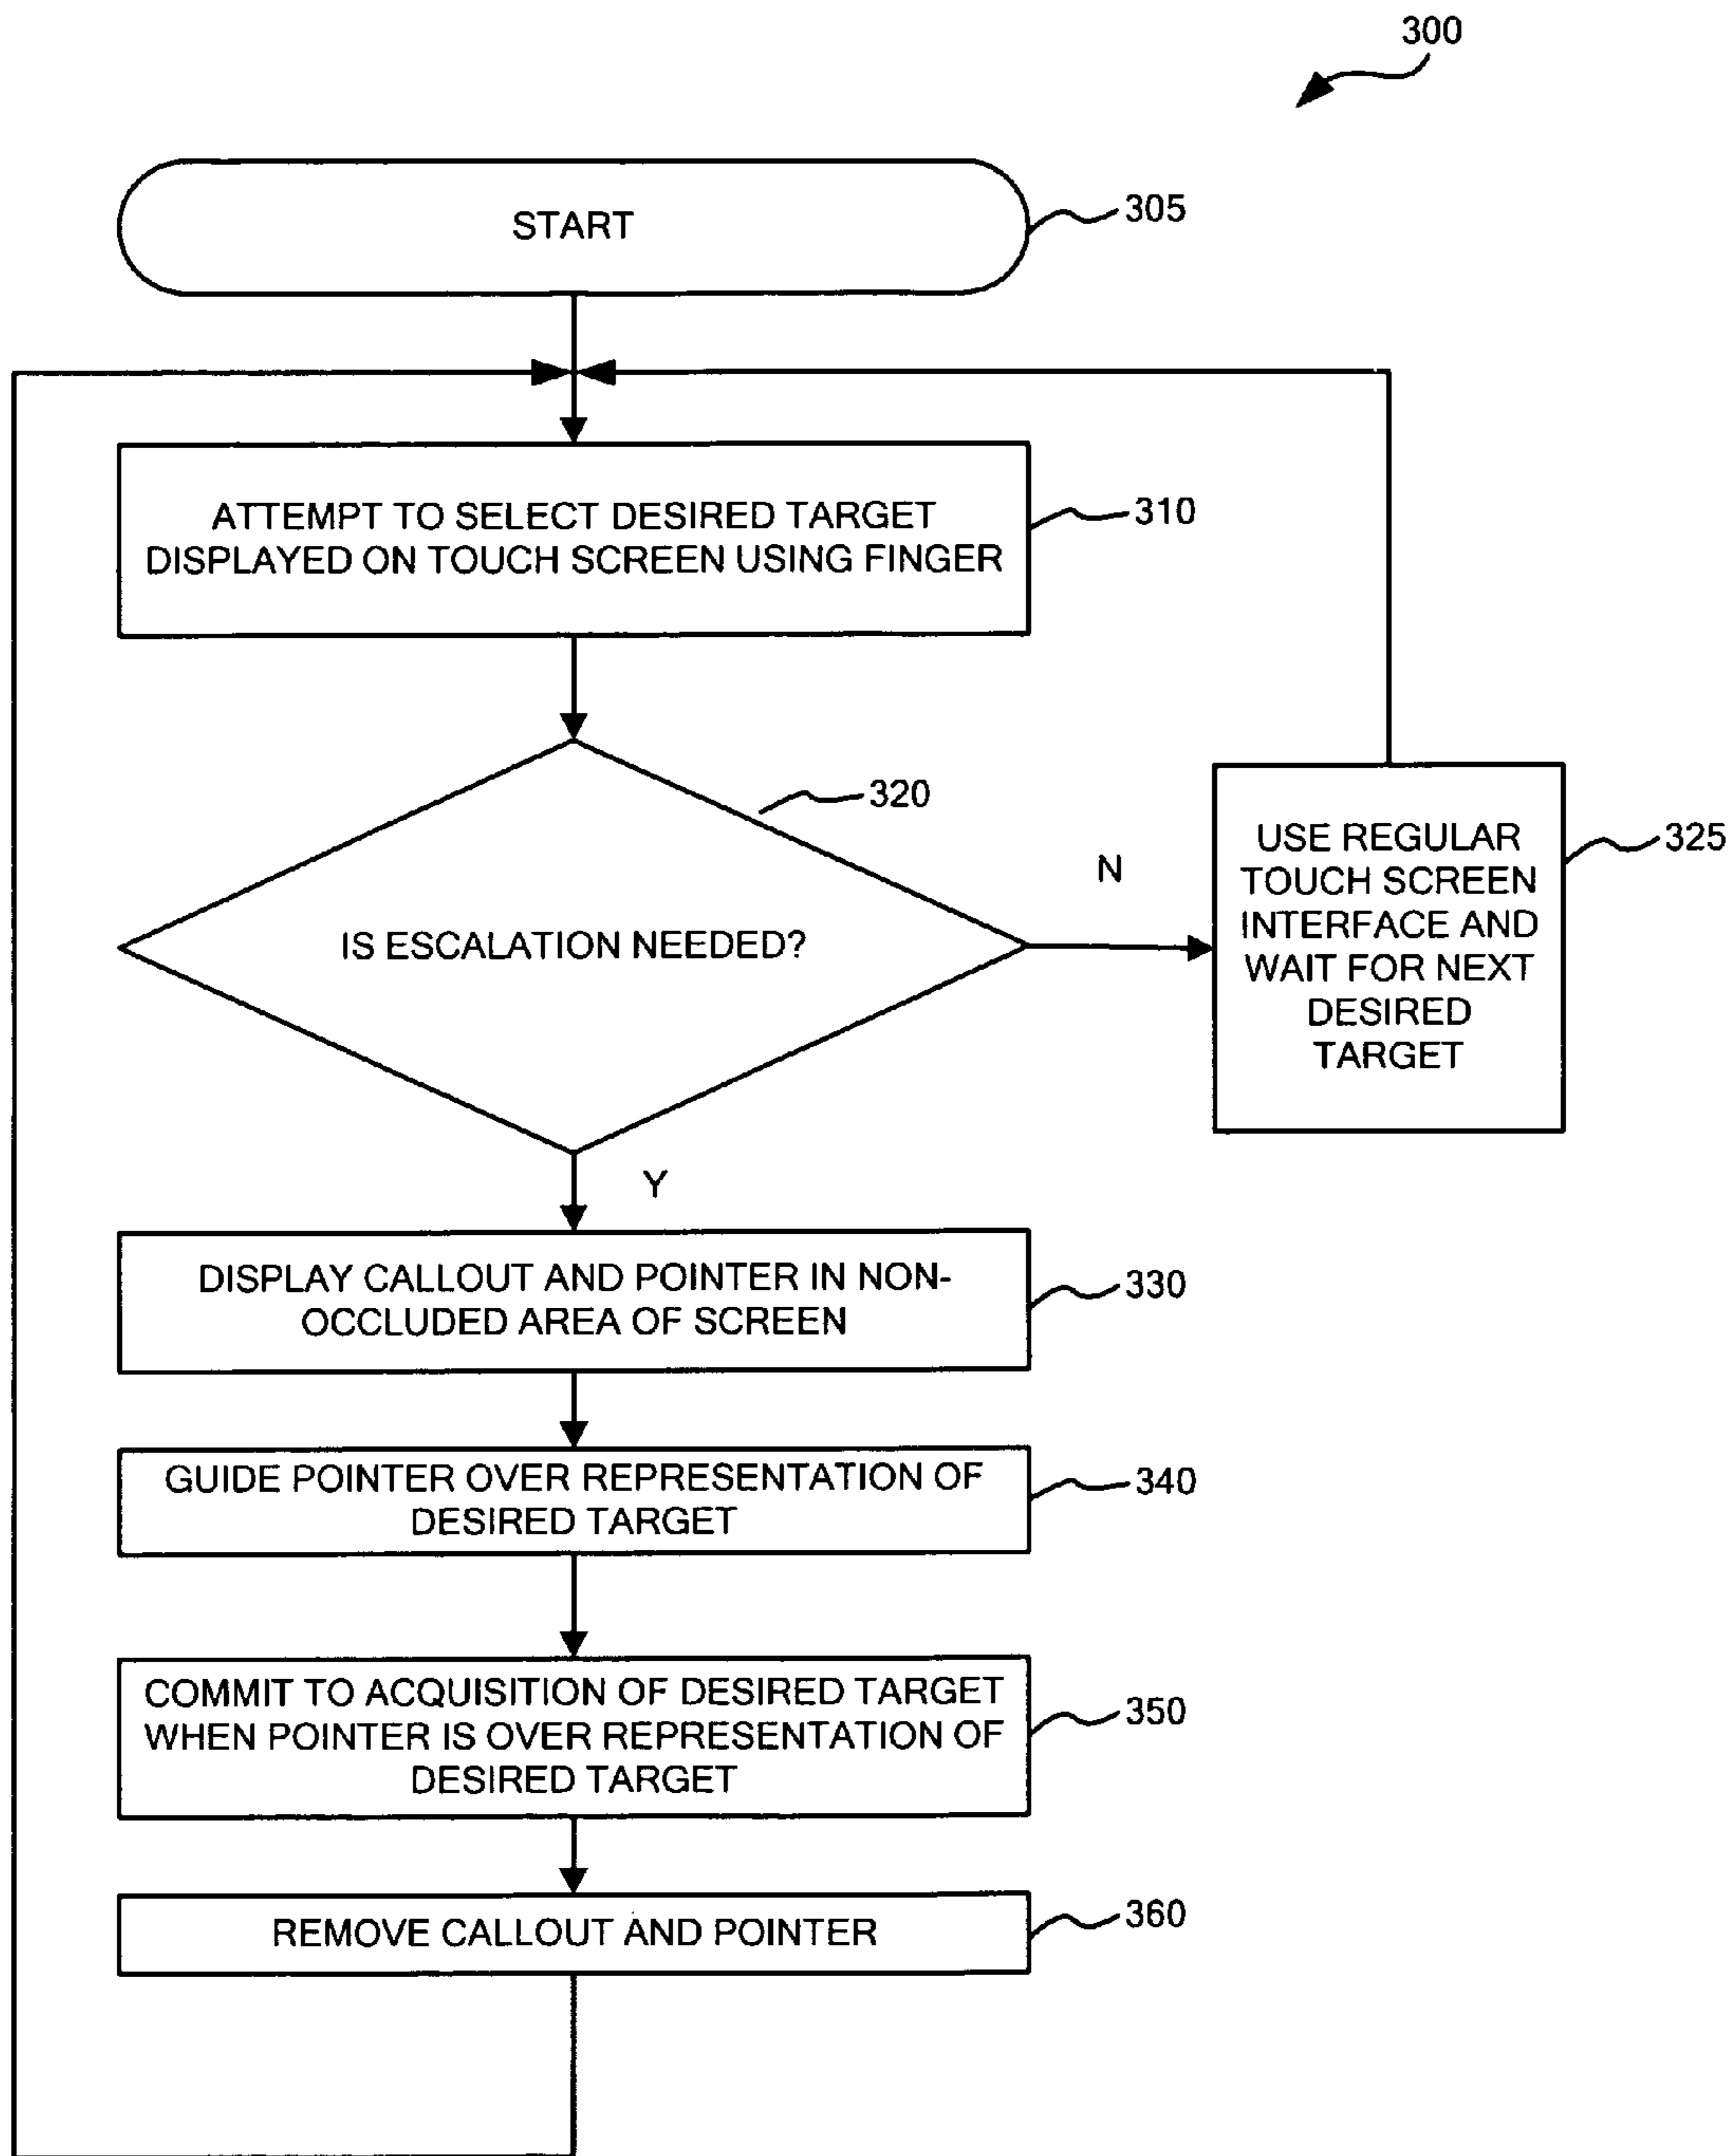 300
START
305
ATTEMPT TO SELECT DESIRED TARGET
DISPLAYED ON TOUCH SCREEN USING FINGER
310
320
IS ESCALATION NEEDED?
N
USE REGULAR
TOUCH SCREEN
INTERFACE AND
WAIT FOR NEXT
DESIRED
TARGET
325
Y
DISPLAY CALLOUT AND POINTER IN NON-
OCCLUDED AREA OF SCREEN
330
GUIDE POINTER OVER REPRESENTATION OF
DESIRED TARGET
340
COMMIT TO ACQUISITION OF DESIRED TARGET
WHEN POINTER IS OVER REPRESENTATION OF
DESIRED TARGET
350
REMOVE CALLOUT AND POINTER
360